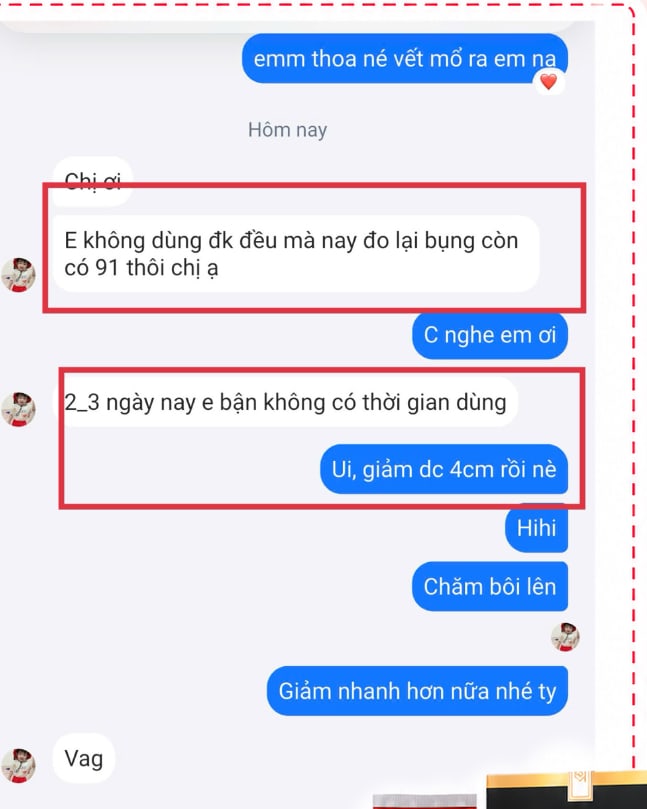 emm thoa né vết mổ ra em nạ
Hôm nay
Chị ơi
E không dùng đk đều mà nay đo lại bụng còn
có 91 thôi chị ạ
C nghe em ơi
2_3 ngày nay e bận không có thời gian dùng
Ui, giảm dc 4cm rồi nè
Hihi
Chăm bôi lên
Giảm nhanh hơn nữa nhé ty
Vag